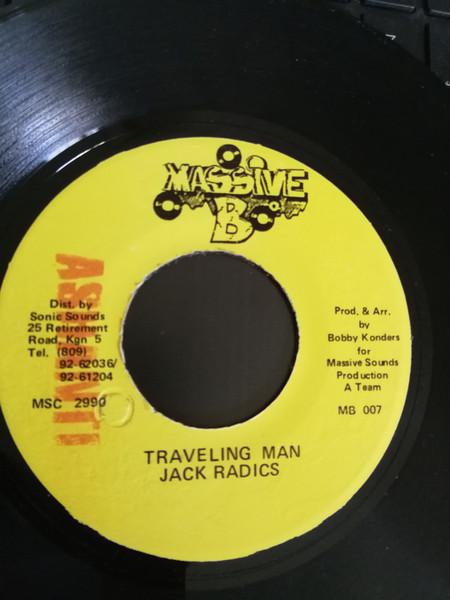 MASSIVE
B
Dist. by
Sonic Sounds
25 Retirement
Road, Kgn 5
Tel. (809)
92-62036/
92-61204
MSC 2990
Prod. & Arr.
by
Bobby Konders
for
Massive Sounds
Production
A Team
MB 007
TRAVELING MAN
JACK RADICS